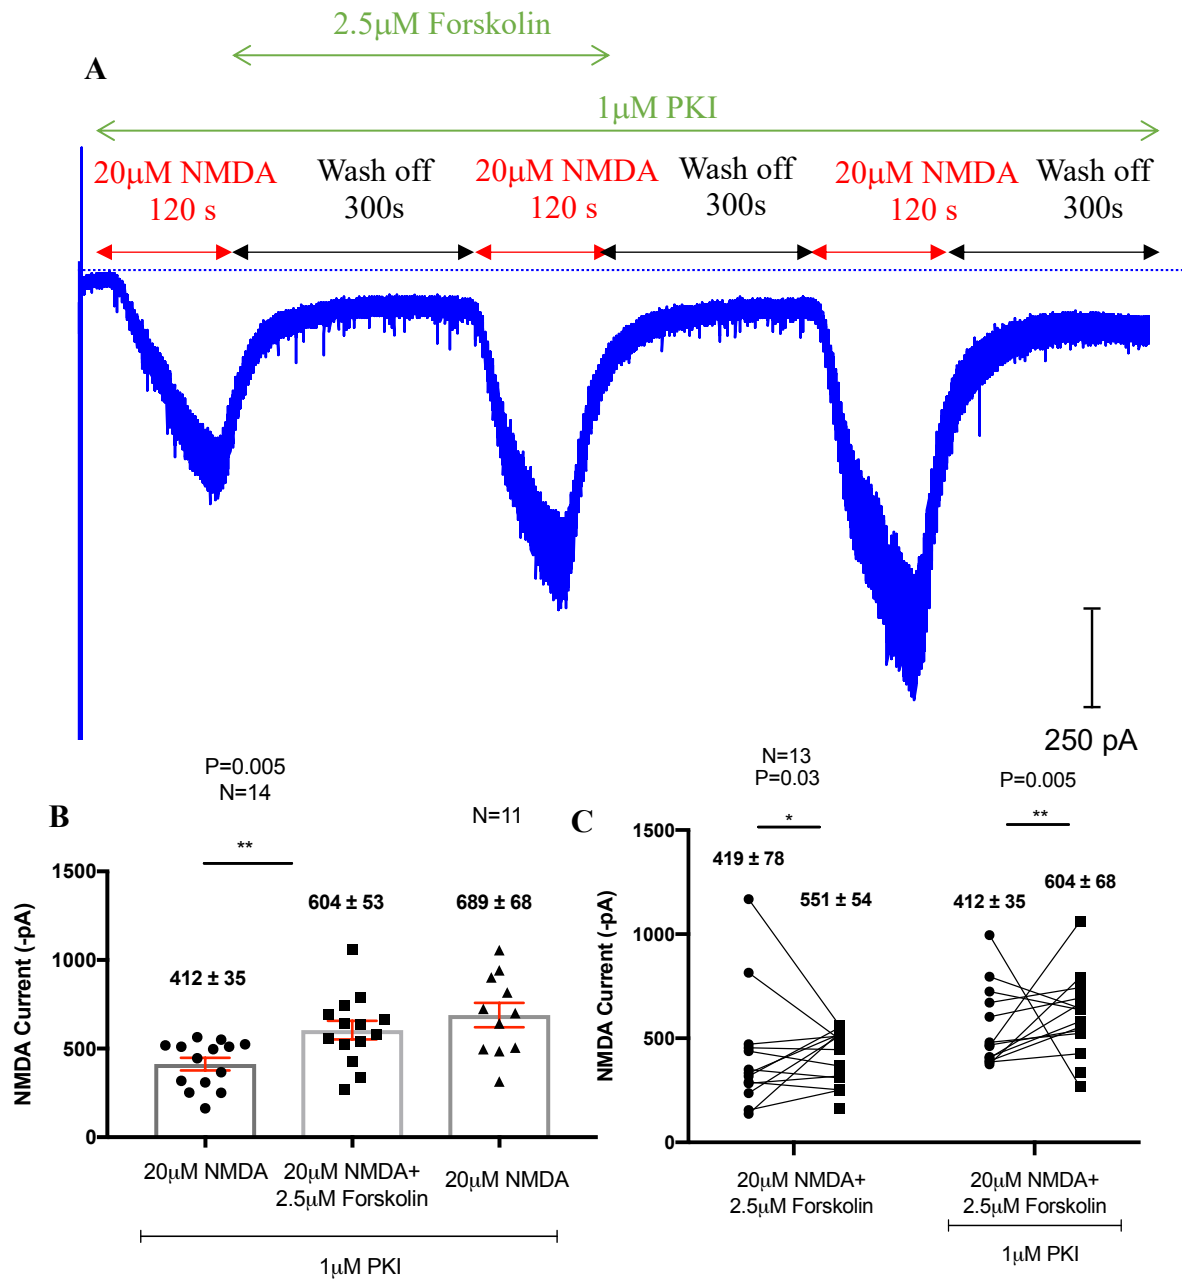 2.5μM Forskolin
A
1μM PKI
20μM NMDA
120 s
Wash off
300s
20μM NMDA
120 s
Wash off
300s
20μM NMDA
120 s
Wash off
300s
250 pA
P=0.005
N=14
N=11
B
**
1500
1000
500
0
NMDA Current (-pA)
412 ± 35
604 ± 53
689 ± 68
20μM NMDA
20μM NMDA+
2.5μM Forskolin
20μM NMDA
1μM PKI
N=13
P=0.03
P=0.005
C
*
**
1500
1000
500
0
NMDA Current (-pA)
419 ± 78
551 ± 54
412 ± 35
604 ± 68
20μM NMDA+
2.5μM Forskolin
20μM NMDA+
2.5μM Forskolin
1μM PKI